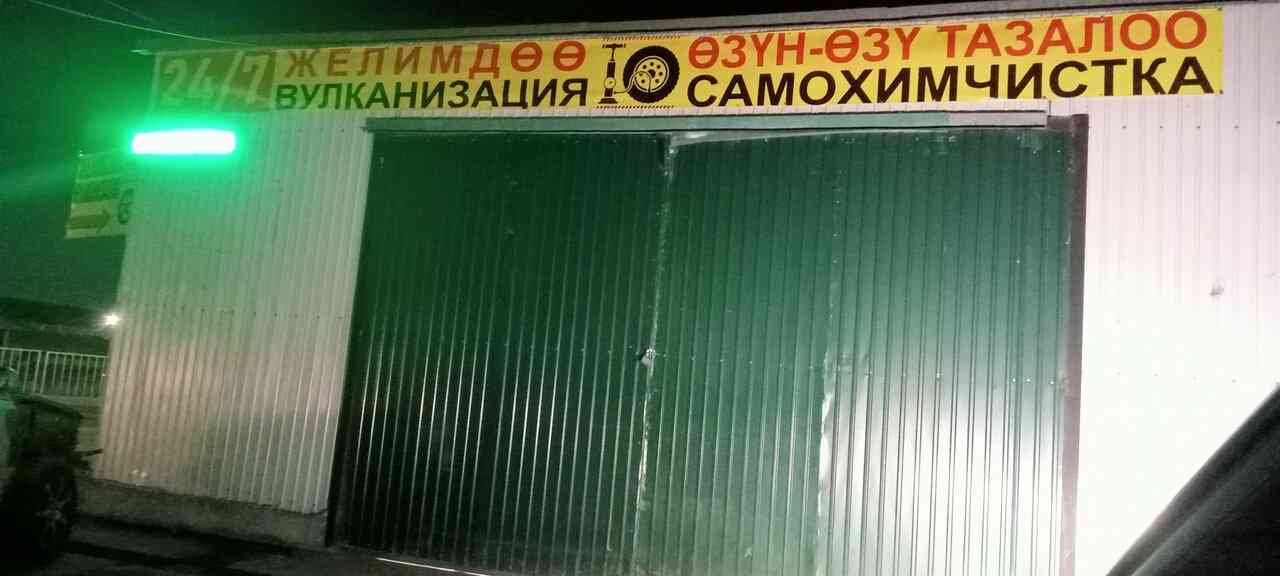 24/7
ЖЕЛИМДӨӨ
ВУЛКАНИЗАЦИЯ
ӨЗҮН-ӨЗҮ ТАЗАЛОО
САМОХИМЧИСТКА